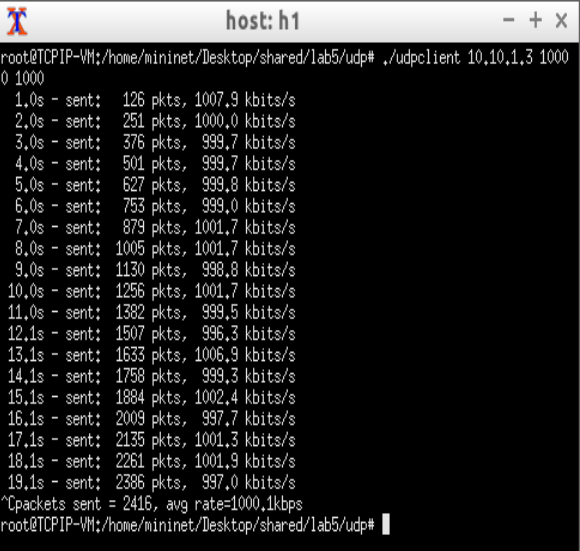 host: h1
root@TCPIP-VM:/home/mininet/Desktop/shared/lab5/udp# ./udpclient 10.10.1.3 1000
0 1000
1.0s - sent: 126 pkts, 1007.9 kbits/s
2.0s - sent: 251 pkts, 1000.0 kbits/s
3.0s - sent: 376 pkts, 999.7 kbits/s
4.0s - sent: 501 pkts, 999.7 kbits/s
5.0s - sent: 627 pkts, 999.8 kbits/s
6.0s - sent: 753 pkts, 999.0 kbits/s
7.0s - sent: 879 pkts, 1001.7 kbits/s
8.0s - sent: 1005 pkts, 1001.7 kbits/s
9.0s - sent: 1130 pkts, 998.8 kbits/s
10.0s - sent: 1256 pkts, 1001.7 kbits/s
11.0s - sent: 1382 pkts, 999.5 kbits/s
12.1s - sent: 1507 pkts, 996.3 kbits/s
13.1s - sent: 1633 pkts, 1006.9 kbits/s
14.1s - sent: 1758 pkts, 999.3 kbits/s
15.1s - sent: 1884 pkts, 1002.4 kbits/s
16.1s - sent: 2009 pkts, 997.7 kbits/s
17.1s - sent: 2135 pkts, 1001.3 kbits/s
18.1s - sent: 2261 pkts, 1001.9 kbits/s
19.1s - sent: 2386 pkts, 997.0 kbits/s
^Cpackets sent = 2416, avg rate=1000.1kbps
root@TCPIP-VM:/home/mininet/Desktop/shared/lab5/udp#